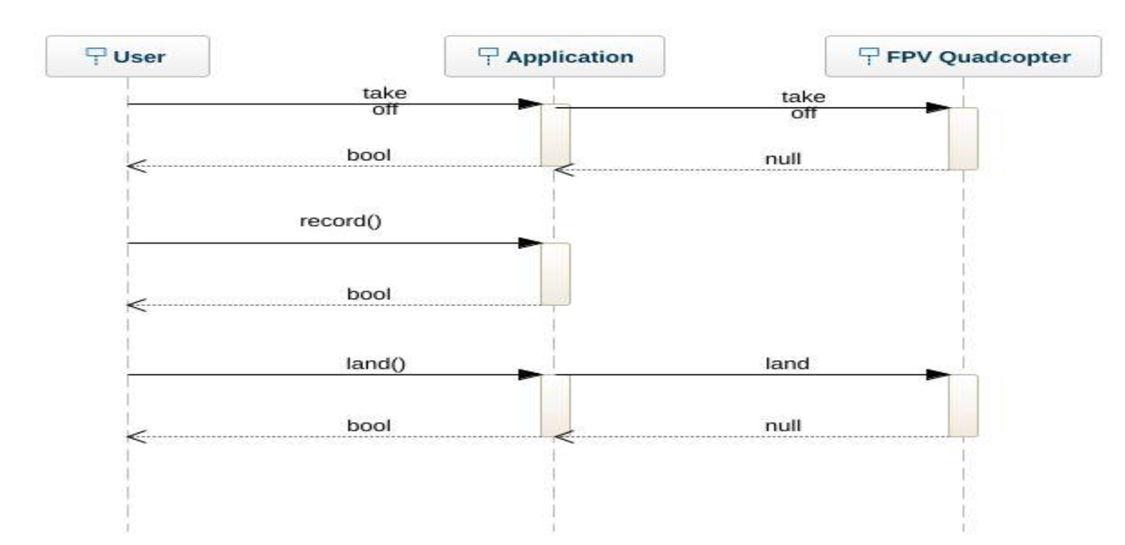 User
Application
FPV Quadcopter
take
off
take
off
bool
null
record()
bool
land()
land
bool
null